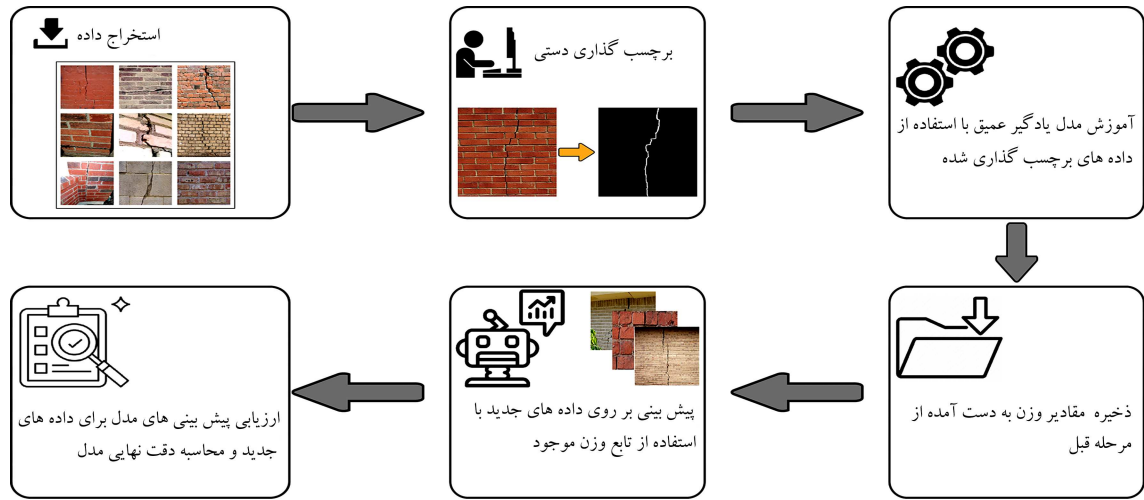 استخراج داده
برچسب گذاری دستی
آموزش مدل یادگیر عمیق با استفاده از
داده های برچسب گذاری شده
ذخیره مقادیر وزن به دست آمده از
مرحله قبل
پیش بینی بر روی داده های جدید با
استفاده از تابع وزن موجود
ارزیابی پیش بینی های مدل برای داده های
جدید و محاسبه دقت نهایی مدل